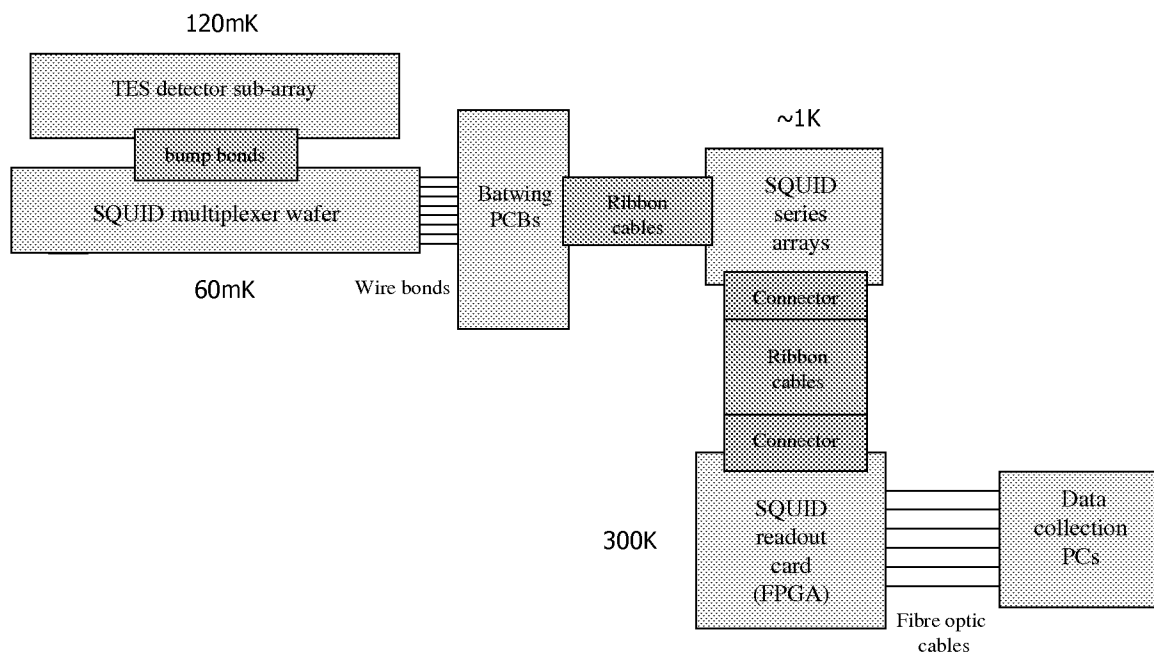 120mK
TES detector sub-array
bump bonds
SQUID multiplexer wafer
60mK
Wire bonds
Batwing
PCBs
Ribbon
cables
~1K
SQUID
series
arrays
Connector
Ribbon
cables
Connector
300K
SQUID
readout
card
(FPGA)
Fibre optic
cables
Data
collection
PCs